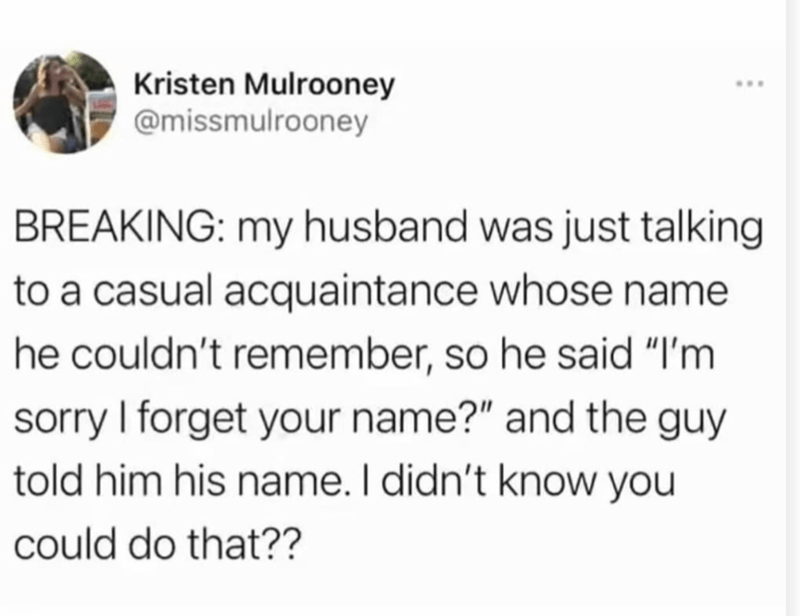 Kristen Mulrooney
@missmulrooney
BREAKING: my husband was just talking
to a casual acquaintance whose name
he couldn't remember, so he said "I'm
sorry I forget your name?" and the guy
told him his name. I didn't know you
could do that??